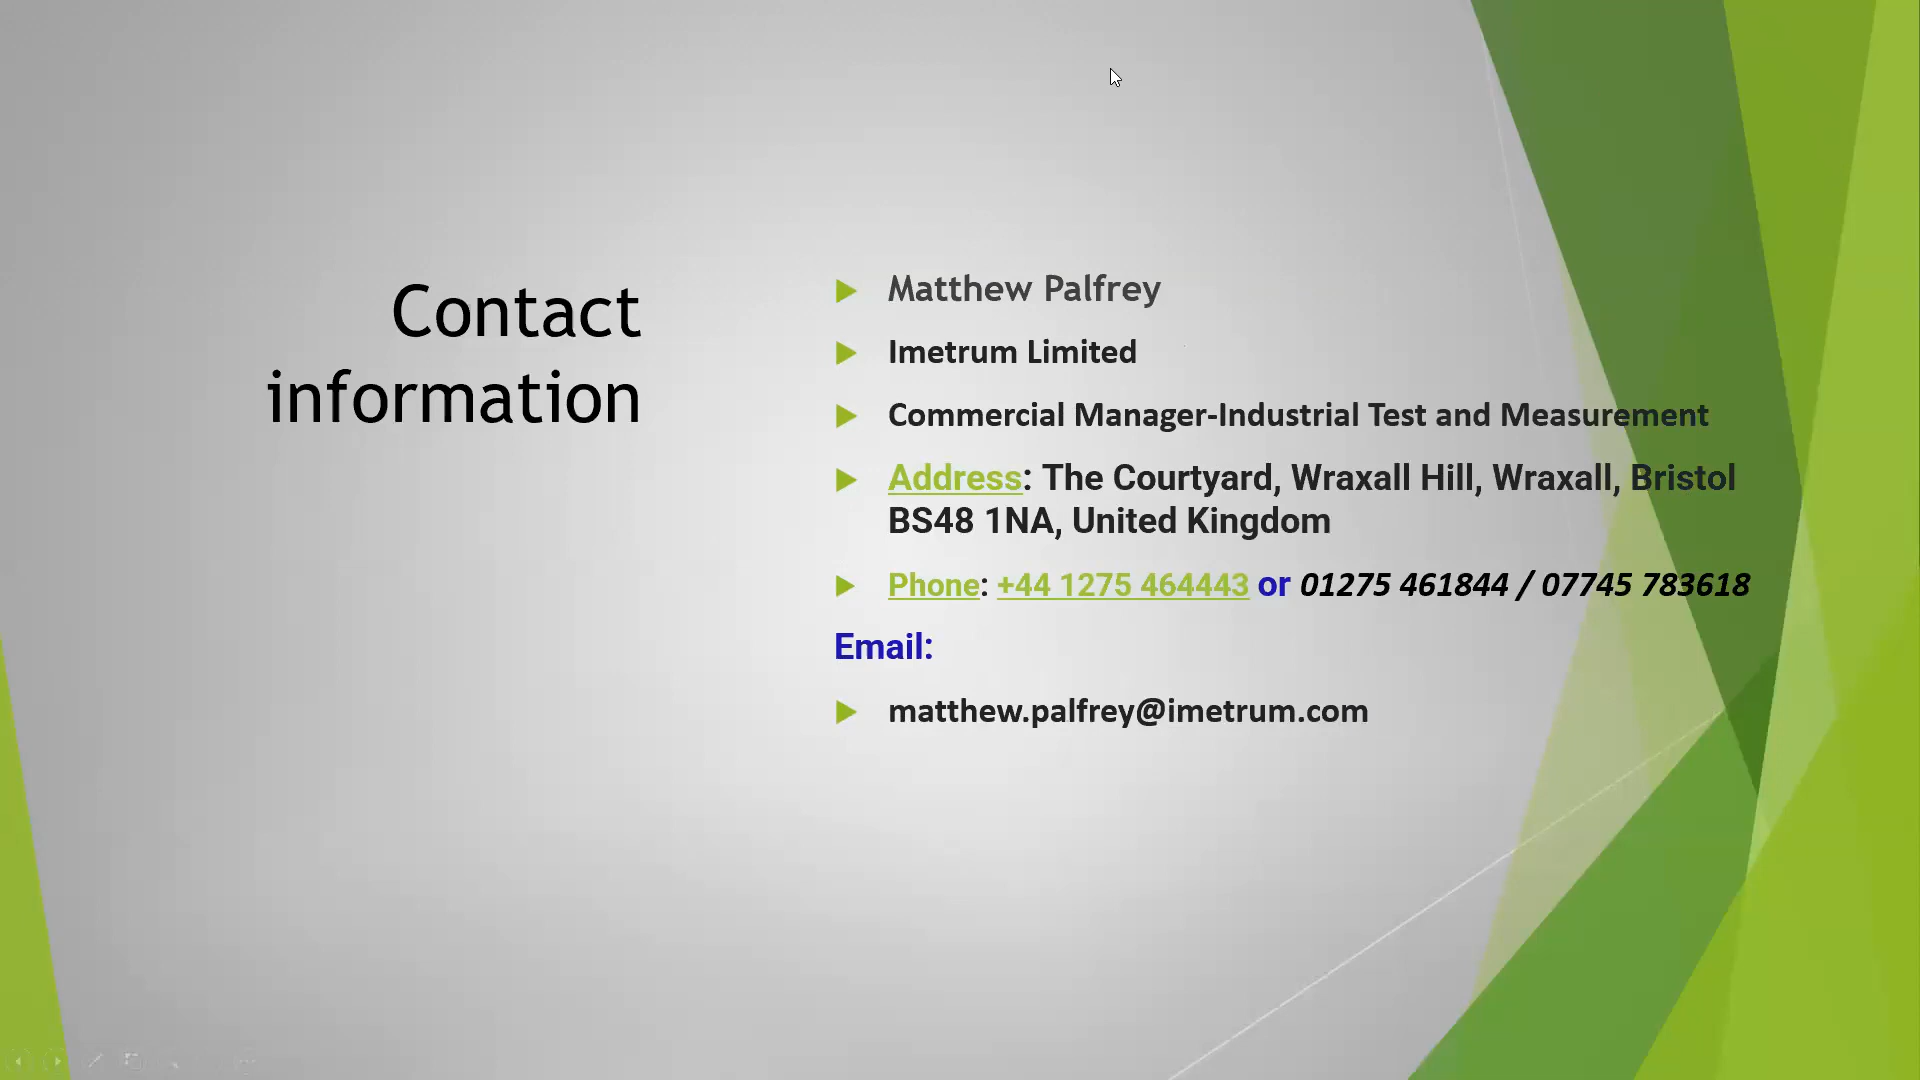 Contact
information
Matthew Palfrey
Imetrum Limited
Commercial Manager-Industrial Test and Measurement
Address: The Courtyard, Wraxall Hill, Wraxall, Bristol
BS48 1NA, United Kingdom
Phone: +44 1275 464443 or 01275 461844 / 07745 783618
Email:
matthew.palfrey@imetrum.com